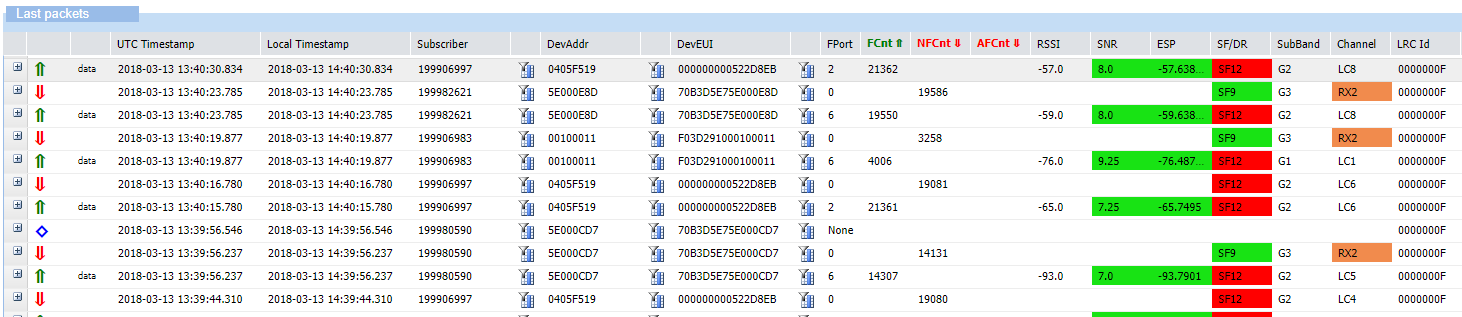 Last packets
UTC Timestamp Local Timestamp Subscriber DevAddr DevEUI FPort FCnt ⇑ NFCnt ⇓ AFCnt ⇓ RSSI SNR ESP SF/DR SubBand Channel LRC Id
data 2018-03-13 13:40:30.834 2018-03-13 14:40:30.834 199906997 0405F519 000000000522D8EB 2 21362 -57.0 8.0 -57.638... SF12 G2 LC8 0000000F
2018-03-13 13:40:23.785 2018-03-13 14:40:23.785 199982621 5E000E8D 70B3D5E75E000E8D 0 19586 SF9 G3 RX2 0000000F
data 2018-03-13 13:40:23.785 2018-03-13 14:40:23.785 199982621 5E000E8D 70B3D5E75E000E8D 6 19550 -59.0 8.0 -59.638... SF12 G2 LC8 0000000F
2018-03-13 13:40:19.877 2018-03-13 14:40:19.877 199906983 00100011 F03D291000100011 0 3258 SF9 G3 RX2 0000000F
data 2018-03-13 13:40:19.877 2018-03-13 14:40:19.877 199906983 00100011 F03D291000100011 6 4006 -76.0 9.25 -76.487... SF12 G1 LC1 0000000F
2018-03-13 13:40:16.780 2018-03-13 14:40:16.780 199906997 0405F519 000000000522D8EB 0 19081 SF12 G2 LC6 0000000F
data 2018-03-13 13:40:15.780 2018-03-13 14:40:15.780 199906997 0405F519 000000000522D8EB 2 21361 -65.0 7.25 -65.7495 SF12 G2 LC6 0000000F
2018-03-13 13:39:56.546 2018-03-13 14:39:56.546 199980590 5E000CD7 70B3D5E75E000CD7 None 0000000F
2018-03-13 13:39:56.237 2018-03-13 14:39:56.237 199980590 5E000CD7 70B3D5E75E000CD7 0 14131 SF9 G3 RX2 0000000F
data 2018-03-13 13:39:56.237 2018-03-13 14:39:56.237 199980590 5E000CD7 70B3D5E75E000CD7 6 14307 -93.0 7.0 -93.7901 SF12 G2 LC5 0000000F
2018-03-13 13:39:44.310 2018-03-13 14:39:44.310 199906997 0405F519 000000000522D8EB 0 19080 SF12 G2 LC4 0000000F